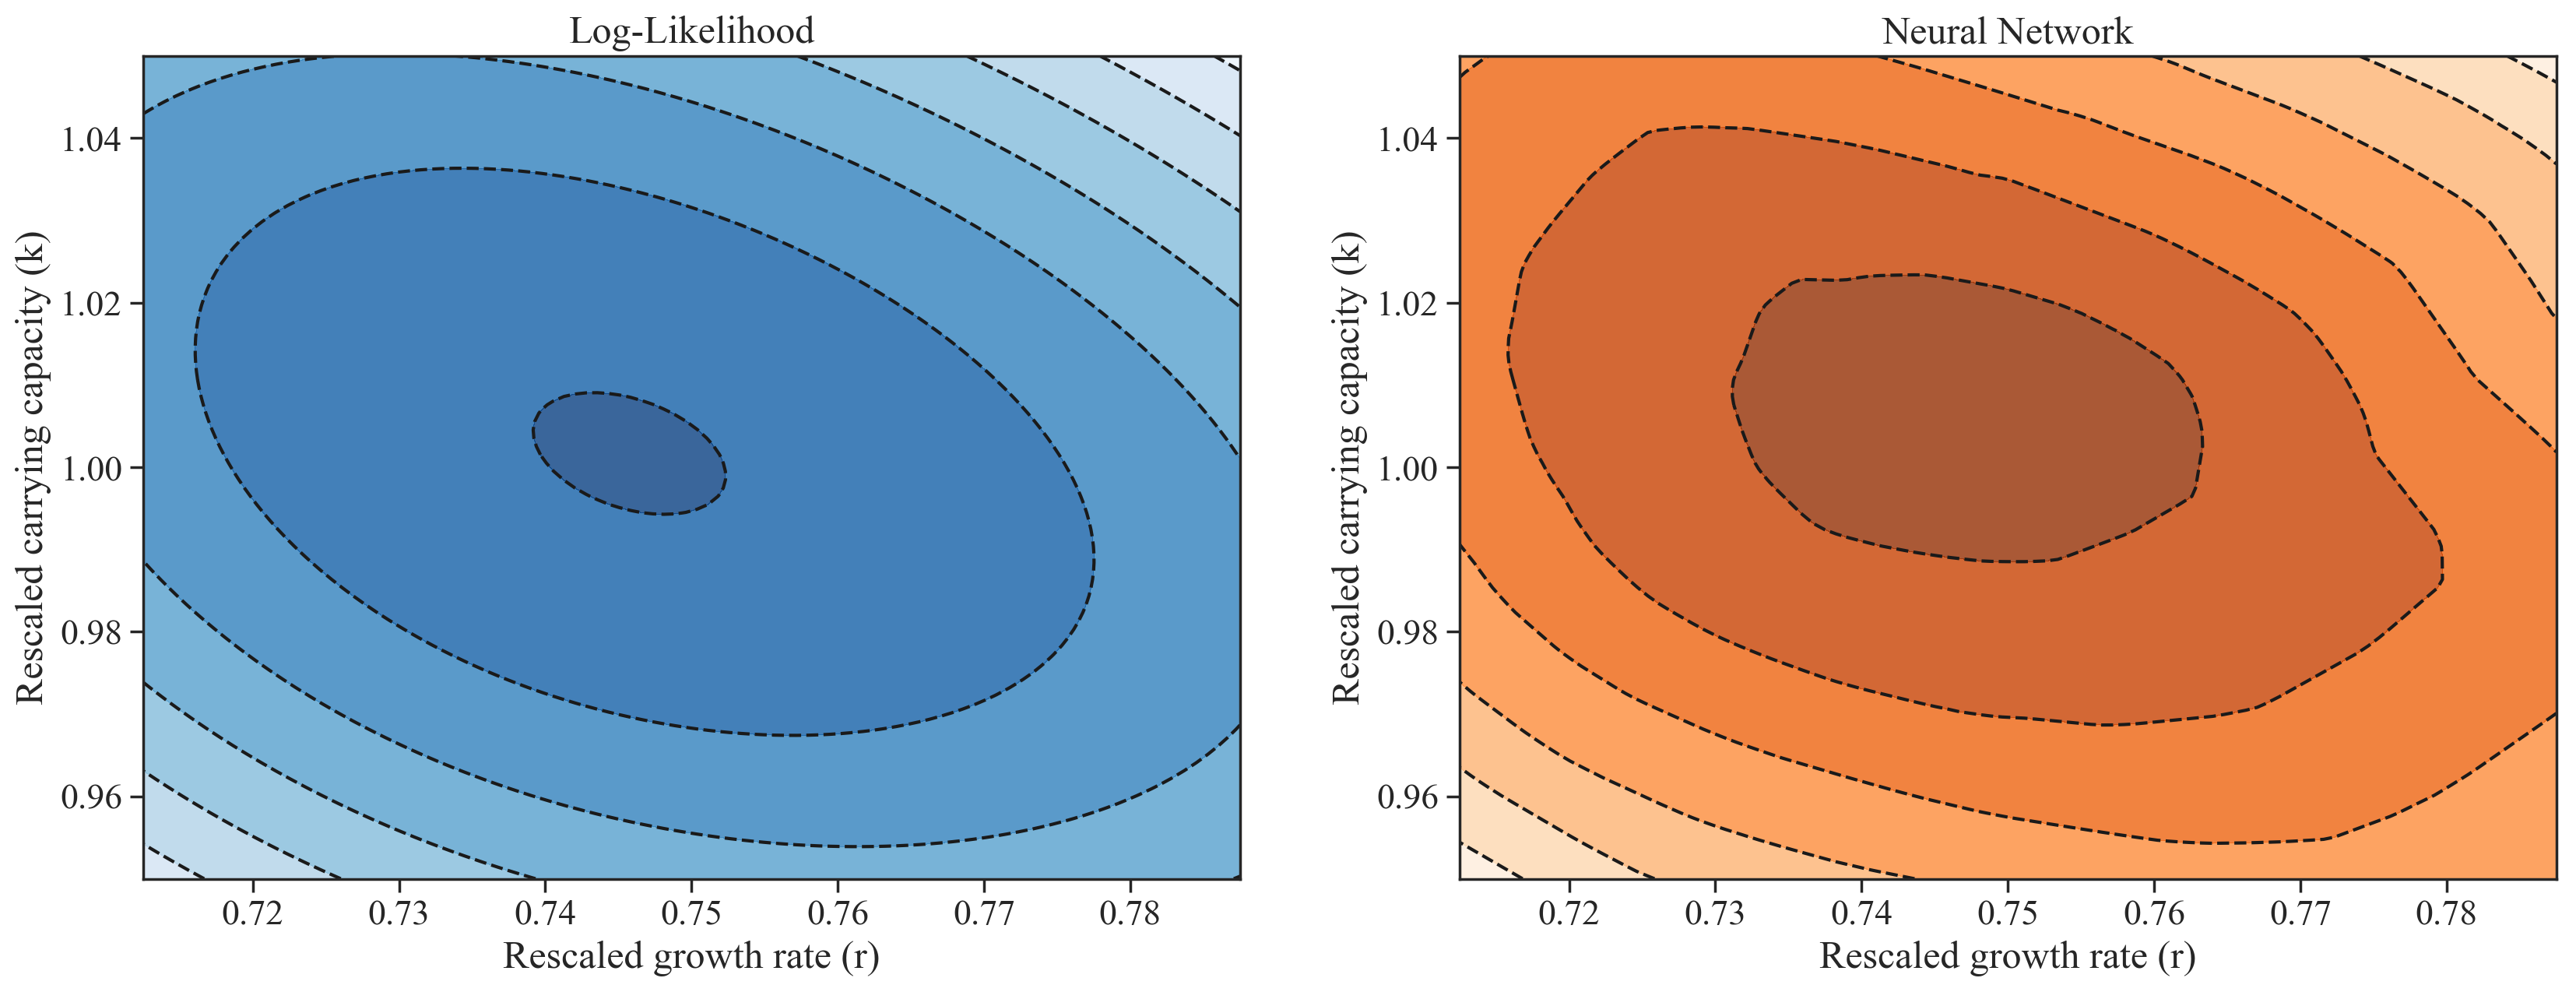 Log-Likelihood
Rescaled carrying capacity (k)
1.04
1.02
1.00
0.98
0.96
0.72 0.73 0.74 0.75 0.76 0.77 0.78
Rescaled growth rate (r)
Neural Network
Rescaled carrying capacity (k)
1.04
1.02
1.00
0.98
0.96
0.72 0.73 0.74 0.75 0.76 0.77 0.78
Rescaled growth rate (r)